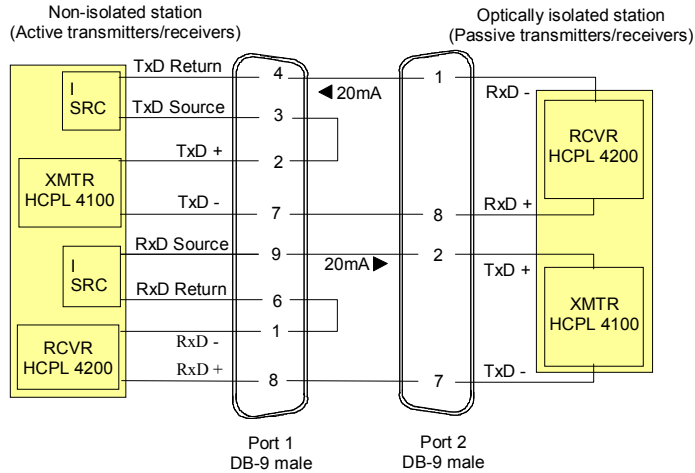 Non-isolated station
(Active transmitters/receivers)
Optically isolated station
(Passive transmitters/receivers)
I
SRC
TxD Return
4
◄20mA
1
RxD -
TxD Source
3
RCVR
HCPL 4200
XMTR
HCPL 4100
TxD +
2
TxD -
7
8
RxD +
I
SRC
RxD Source
9
20mA►
2
TxD +
RxD Return
6
XMTR
HCPL 4100
RCVR
HCPL 4200
RxD -
1
RxD +
8
7
TxD -
Port 1
DB-9 male
Port 2
DB-9 male